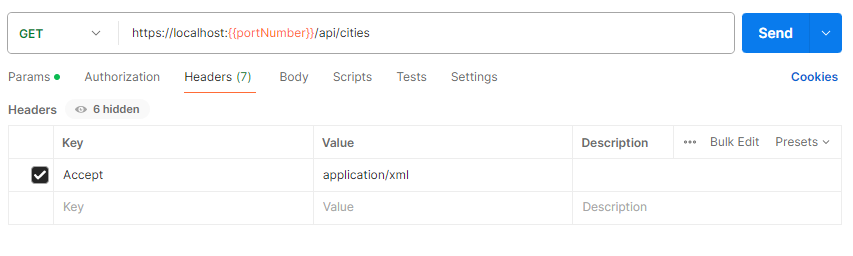 GET https://localhost:{{portNumber}}/api/cities Send
Params Authorization Headers (7) Body Scripts Tests Settings Cookies
Headers 6 hidden
Key Value Description Bulk Edit Presets
Accept application/xml
Key Value Description